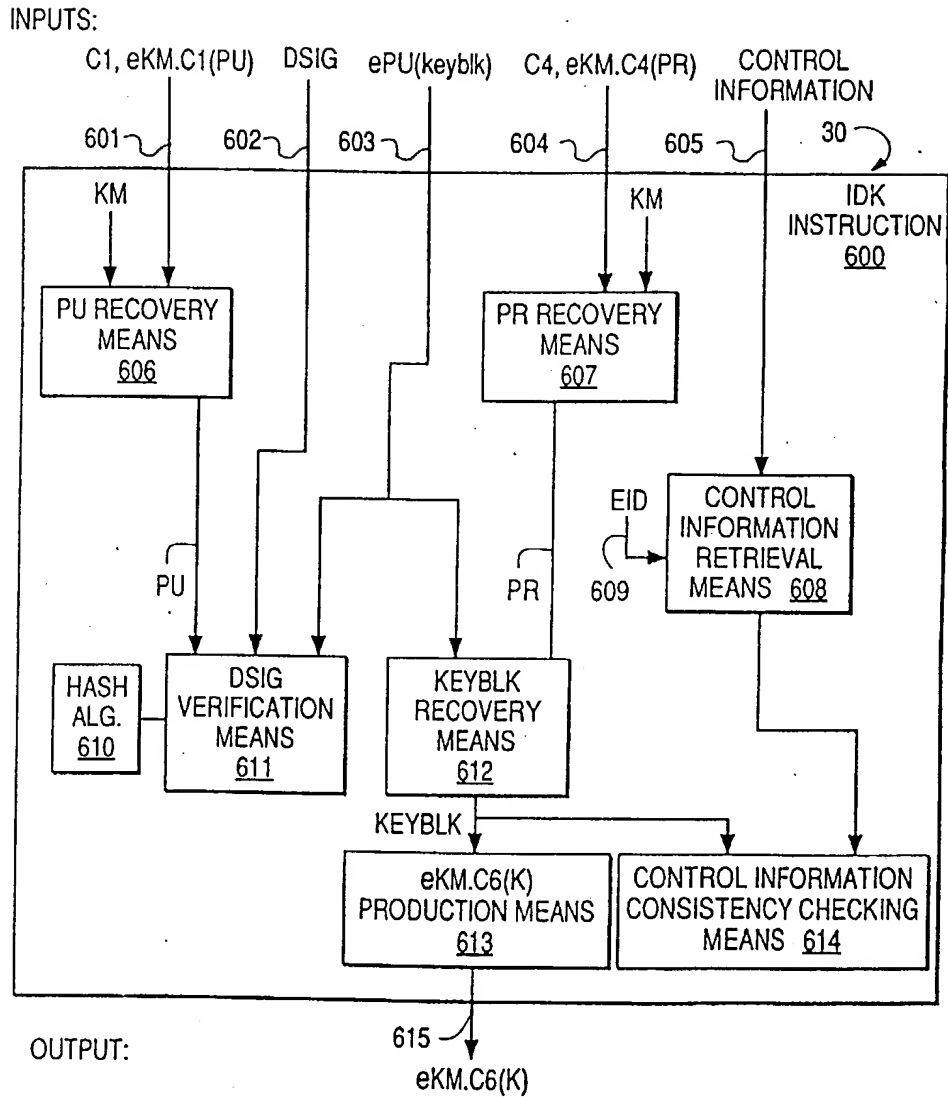 INPUTS:
C1, eKM.C1(PU)
DSIG
ePU(keyblk)
C4, eKM.C4(PR)
CONTROL
INFORMATION
601
602
603
604
605
30
KM
KM
IDK
INSTRUCTION
600
PU RECOVERY
MEANS
606
PR RECOVERY
MEANS
607
EID
609
CONTROL
INFORMATION
RETRIEVAL
MEANS 608
PU
PR
HASH
ALG.
610
DSIG
VERIFICATION
MEANS
611
KEYBLK
RECOVERY
MEANS
612
KEYBLK
eKM.C6(K)
PRODUCTION MEANS
613
CONTROL INFORMATION
CONSISTENCY CHECKING
MEANS 614
615
OUTPUT:
eKM.C6(K)